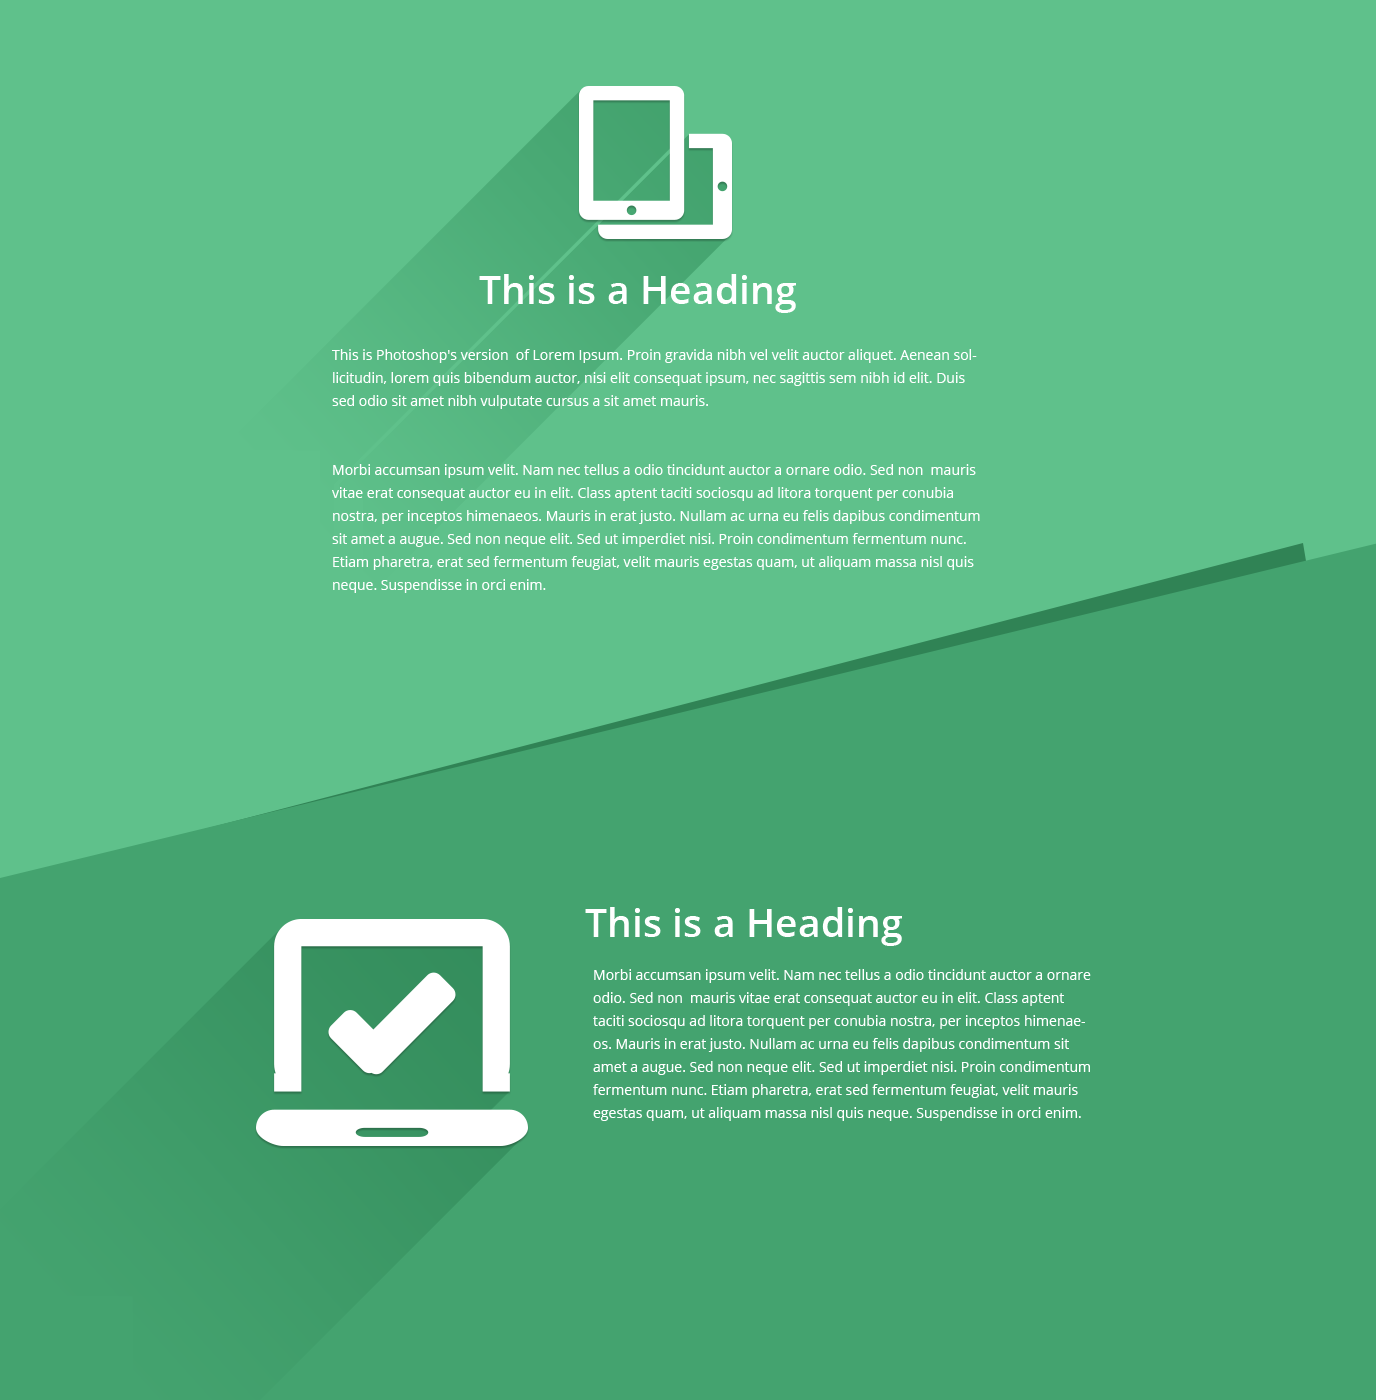 This is a Heading
This is Photoshop's version  of Lorem Ipsum. Proin gravida nibh vel velit auctor aliquet. Aenean sol-
licitudin, lorem quis bibendum auctor, nisi elit consequat ipsum, nec sagittis sem nibh id elit. Duis
sed odio sit amet nibh vulputate cursus a sit amet mauris.
Morbi accumsan ipsum velit. Nam nec tellus a odio tincidunt auctor a ornare odio. Sed non  mauris
vitae erat consequat auctor eu in elit. Class aptent taciti sociosqu ad litora torquent per conubia
nostra, per inceptos himenaeos. Mauris in erat justo. Nullam ac urna eu felis dapibus condimentum
sit amet a augue. Sed non neque elit. Sed ut imperdiet nisi. Proin condimentum fermentum nunc.
Etiam pharetra, erat sed fermentum feugiat, velit mauris egestas quam, ut aliquam massa nisl quis
neque. Suspendisse in orci enim.
This is a Heading
Morbi accumsan ipsum velit. Nam nec tellus a odio tincidunt auctor a ornare
odio. Sed non  mauris vitae erat consequat auctor eu in elit. Class aptent
taciti sociosqu ad litora torquent per conubia nostra, per inceptos himenae-
os. Mauris in erat justo. Nullam ac urna eu felis dapibus condimentum sit
amet a augue. Sed non neque elit. Sed ut imperdiet nisi. Proin condimentum
fermentum nunc. Etiam pharetra, erat sed fermentum feugiat, velit mauris
egestas quam, ut aliquam massa nisl quis neque. Suspendisse in orci enim.